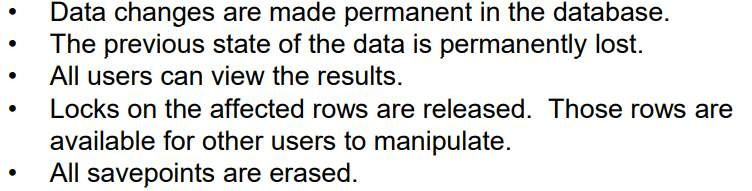 • Data changes are made permanent in the database.
• The previous state of the data is permanently lost.
• All users can view the results.
• Locks on the affected rows are released.  Those rows are
available for other users to manipulate.
• All savepoints are erased.